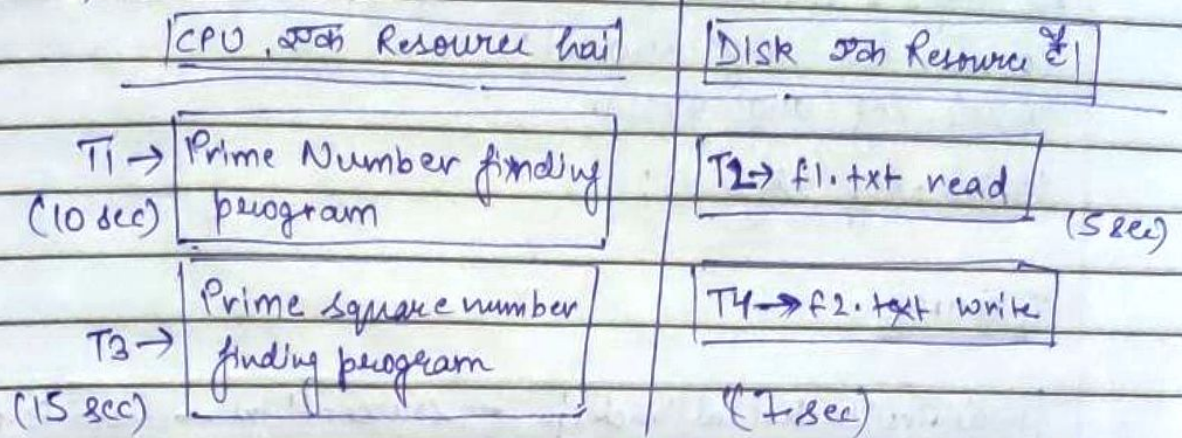 CPU, एक Resource hai
Disk एक Resource है।
T1 → Prime Number finding
(10 sec) program
T2 → f1.txt read
(5 sec)
Prime square number
T3 → finding program
(15 sec)
T4 → f2.text write
(7 sec)